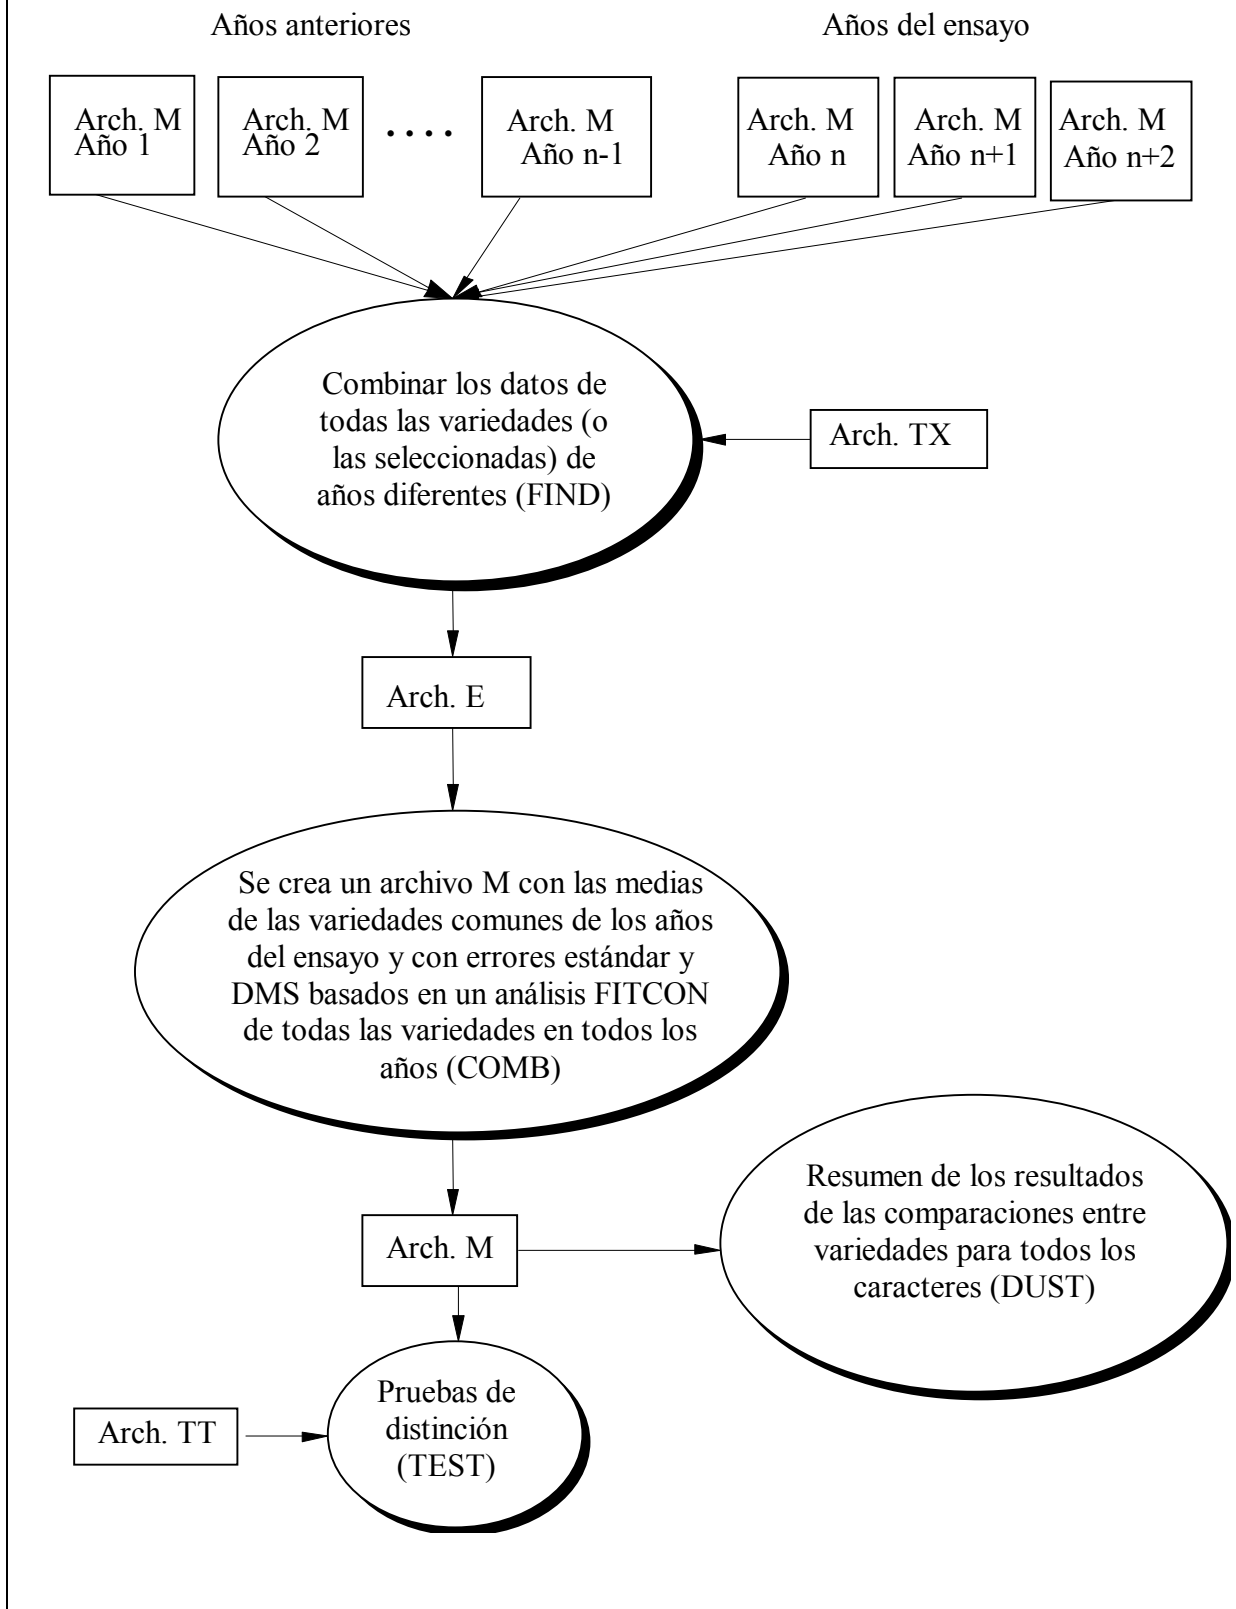 Años anteriores
Años del ensayo
Arch. M
Año 1
Arch. M
Año 2
....
Arch. M
Año n-1
Arch. M
Año n
Arch. M
Año n+1
Arch. M
Año n+2
Combinar los datos de
todas las variedades (o
las seleccionadas) de
años diferentes (FIND)
Arch. TX
Arch. E
Se crea un archivo M con las medias
de las variedades comunes de los años
del ensayo y con errores estándar y
DMS basados en un análisis FITCON
de todas las variedades en todos los
años (COMB)
Arch. M
Resumen de los resultados
de las comparaciones entre
variedades para todos los
caracteres (DUST)
Arch. TT
Pruebas de
distinción
(TEST)